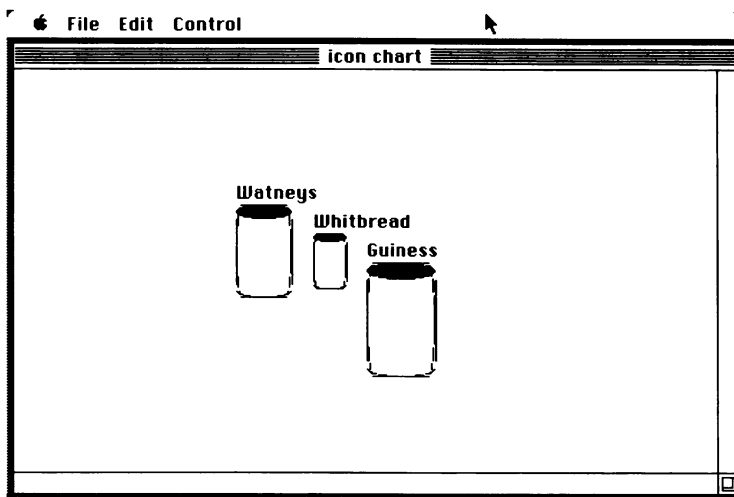 File Edit Control
icon chart
Watneys
Whitbread
Guiness